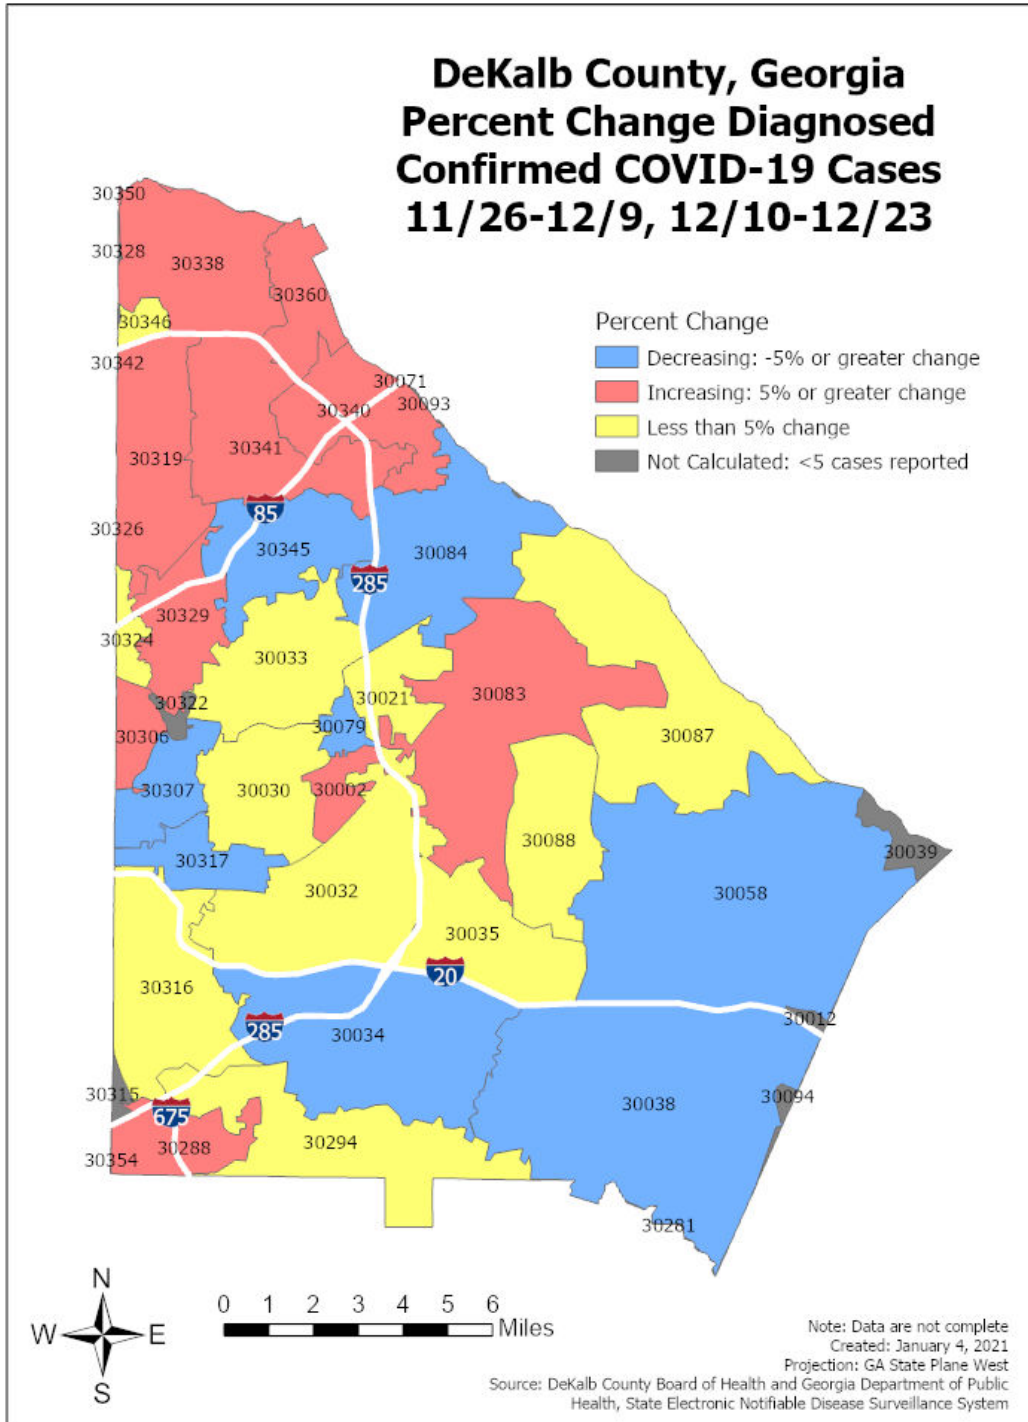 DeKalb County, Georgia
Percent Change Diagnosed
Confirmed COVID-19 Cases
11/26-12/9, 12/10-12/23
30350
30328
30338
30360
30346
30342
Percent Change
Decreasing: -5% or greater change
Increasing: 5% or greater change
Less than 5% change
Not Calculated: <5 cases reported
30071
30093
30340
30341
30319
85
30326
30345
30084
285
30329
30324
30033
30021
30083
30322
30079
30306
30087
30307
30030
30002
30088
30039
30317
30032
30058
30035
20
30316
285
30034
30012
30315
675
30038
30094
30288
30294
30354
30281
N
W E
S
0 1 2 3 4 5 6
Miles
Note: Data are not complete
Created: January 4, 2021
Projection: GA State Plane West
Source: DeKalb County Board of Health and Georgia Department of Public
Health, State Electronic Notifiable Disease Surveillance System